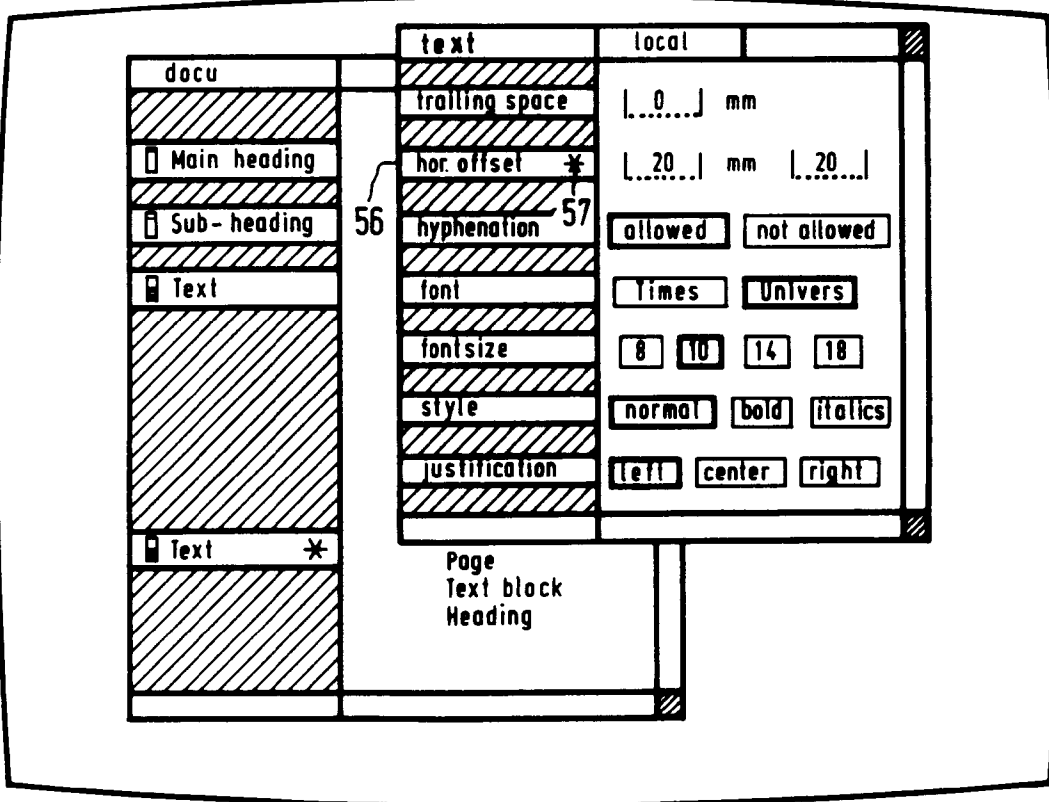 text local
docu
trailing space 0 mm
Main heading
hor. offset * 20 mm 20
56
57
Sub-heading
hyphenation allowed not allowed
Text
font Times Univers
fontsize 8 10 14 18
style normal bold italics
justification left center right
Text *
Page
Text block
Heading